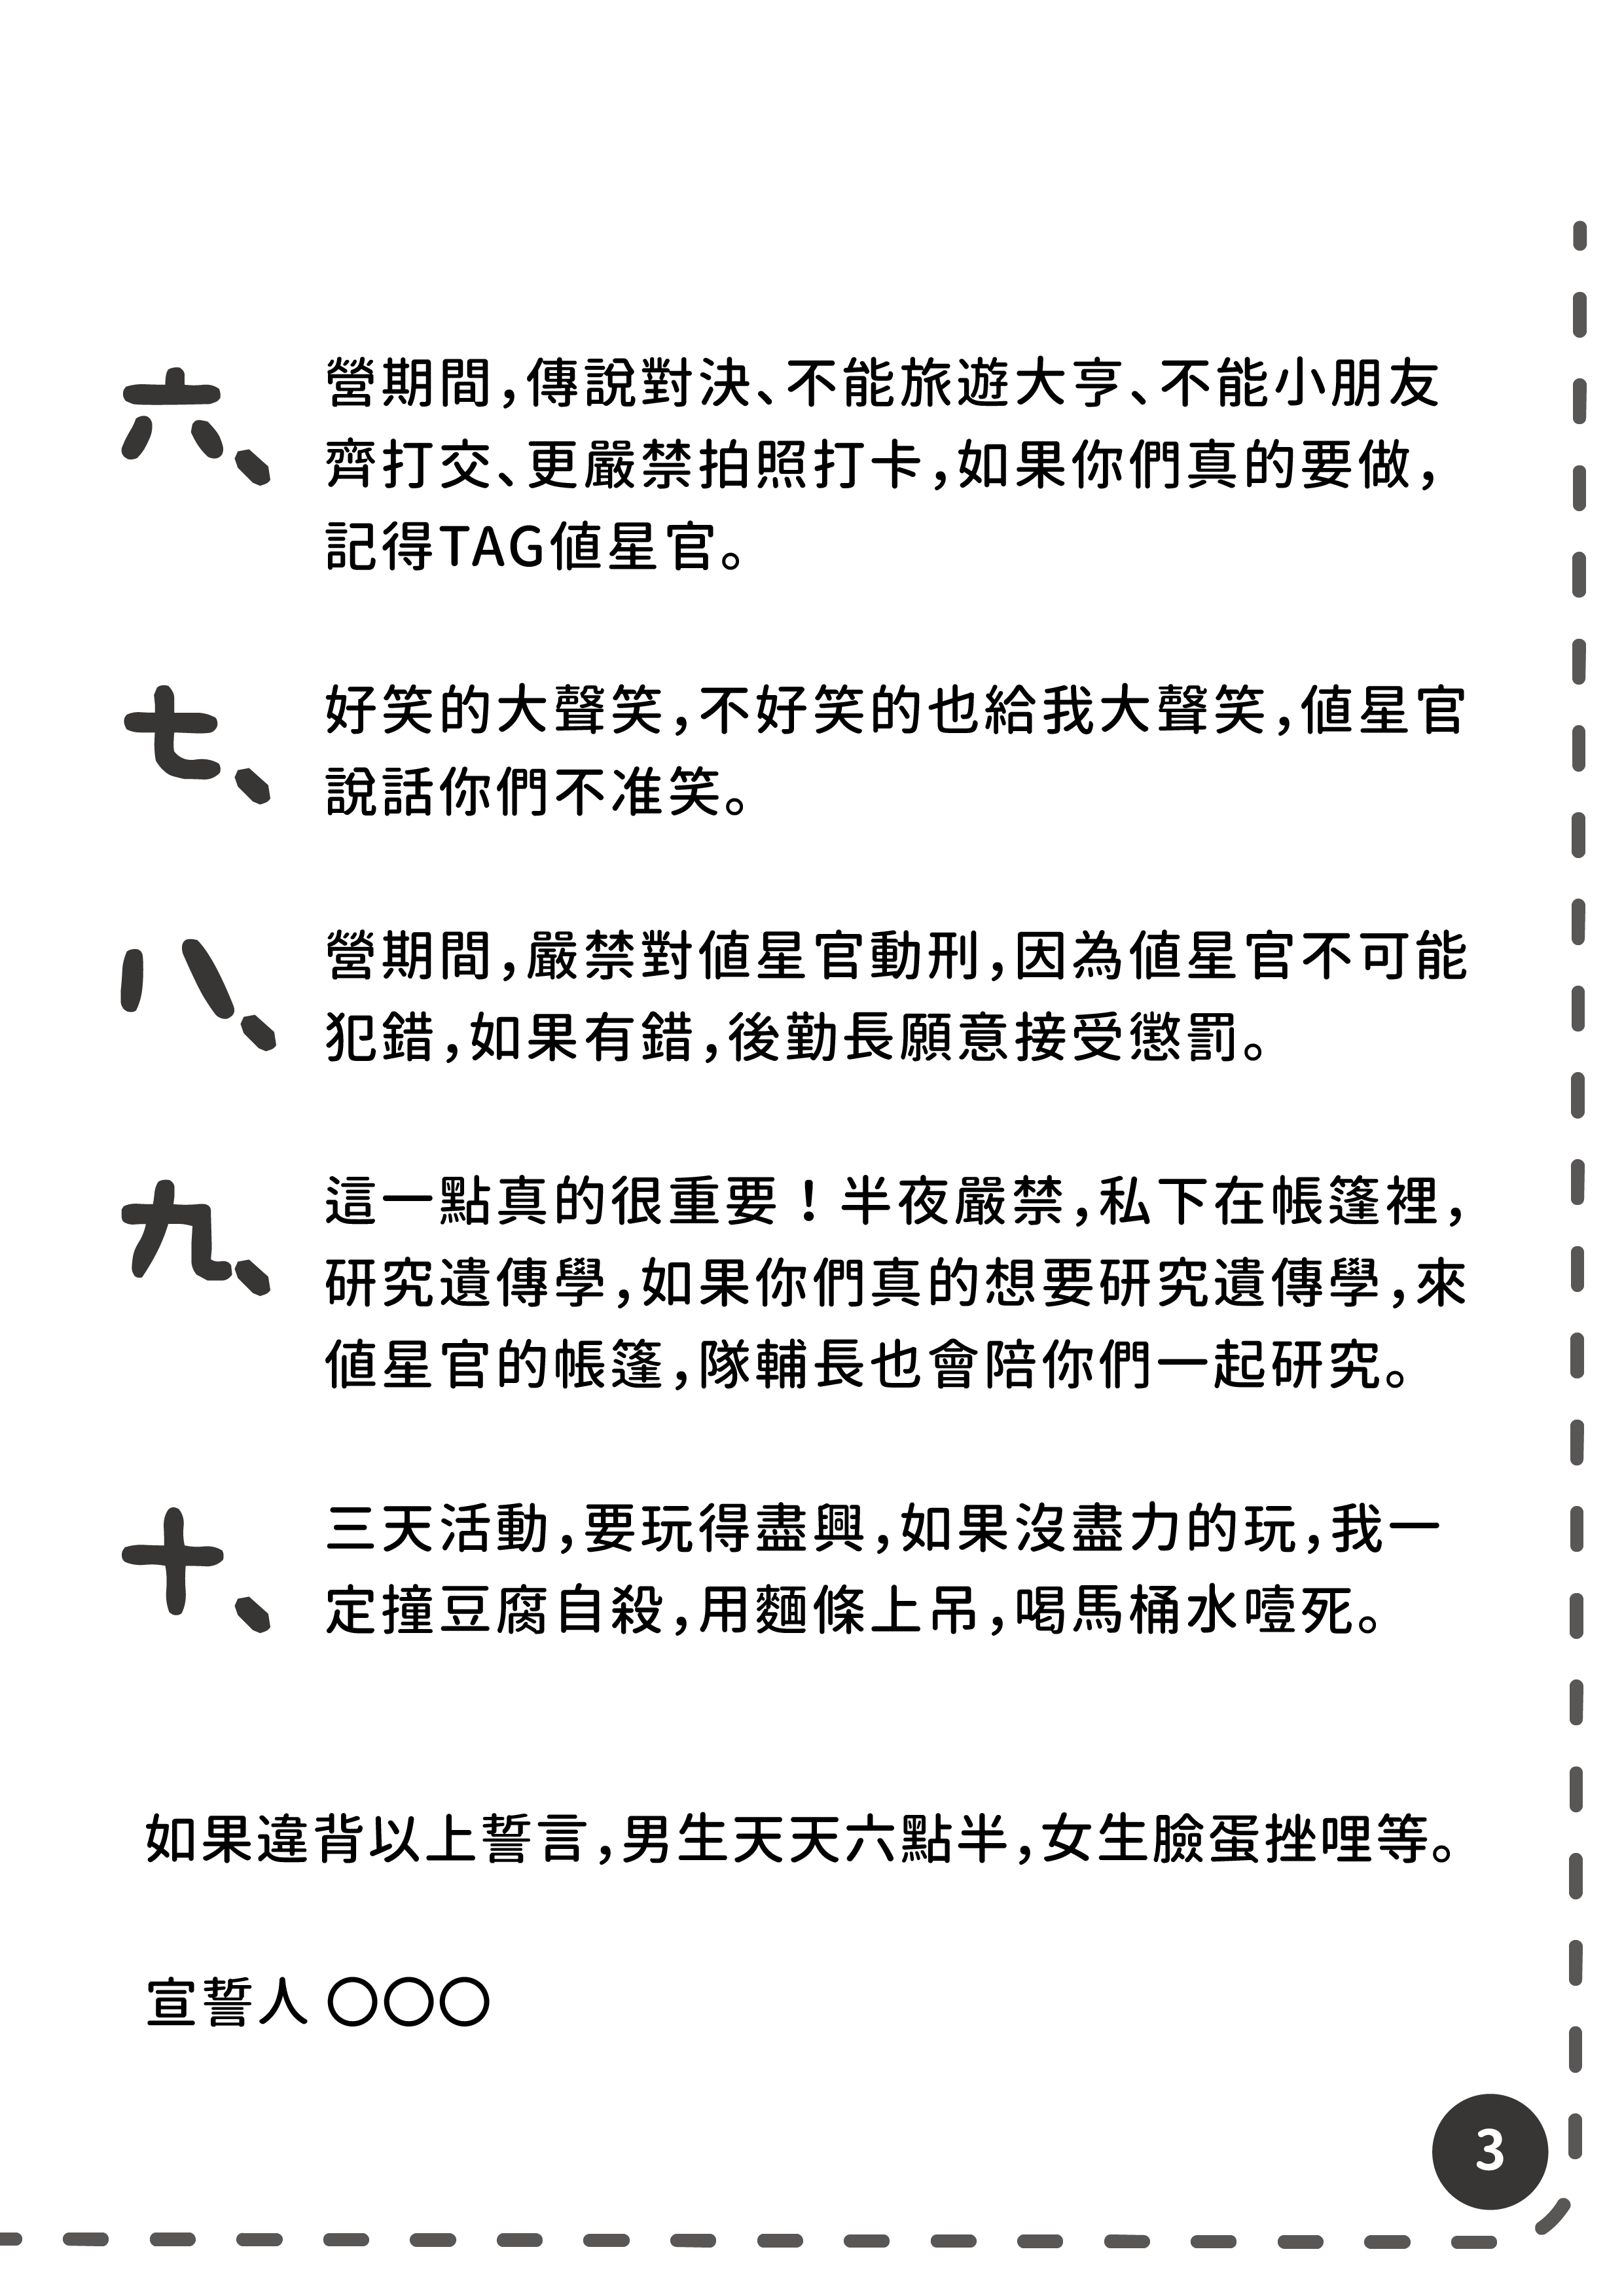 六、營期間，傳說對決、不能旅遊大亨、不能小朋友
齊打交、更嚴禁拍照打卡，如果你們真的要做，
記得TAG值星官。
七、好笑的大聲笑，不好笑的也給我大聲笑，值星官
說話你們不准笑。
八、營期間，嚴禁對值星官動刑，因為值星官不可能
犯錯，如果有錯，後勤長願意接受懲罰。
九、這一點真的很重要！半夜嚴禁，私下在帳篷裡，
研究遺傳學，如果你們真的想要研究遺傳學，來
值星官的帳篷，隊輔長也會陪你們一起研究。
十、三天活動，要玩得盡興，如果沒盡力的玩，我一
定撞豆腐自殺，用麵條上吊，喝馬桶水噎死。
如果違背以上誓言，男生天天六點半，女生臉蛋挫哩等。
宣誓人 〇〇〇
3